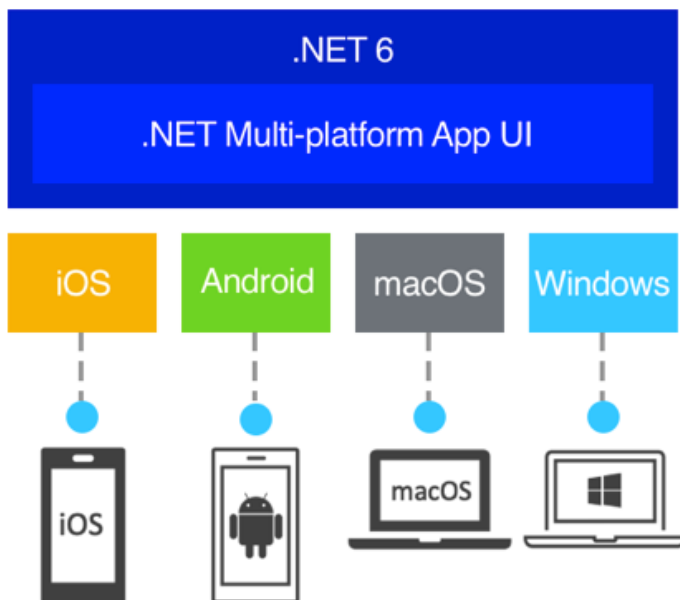 .NET 6
.NET Multi-platform App UI
iOS
Android
macOS
Windows
iOS
macOS